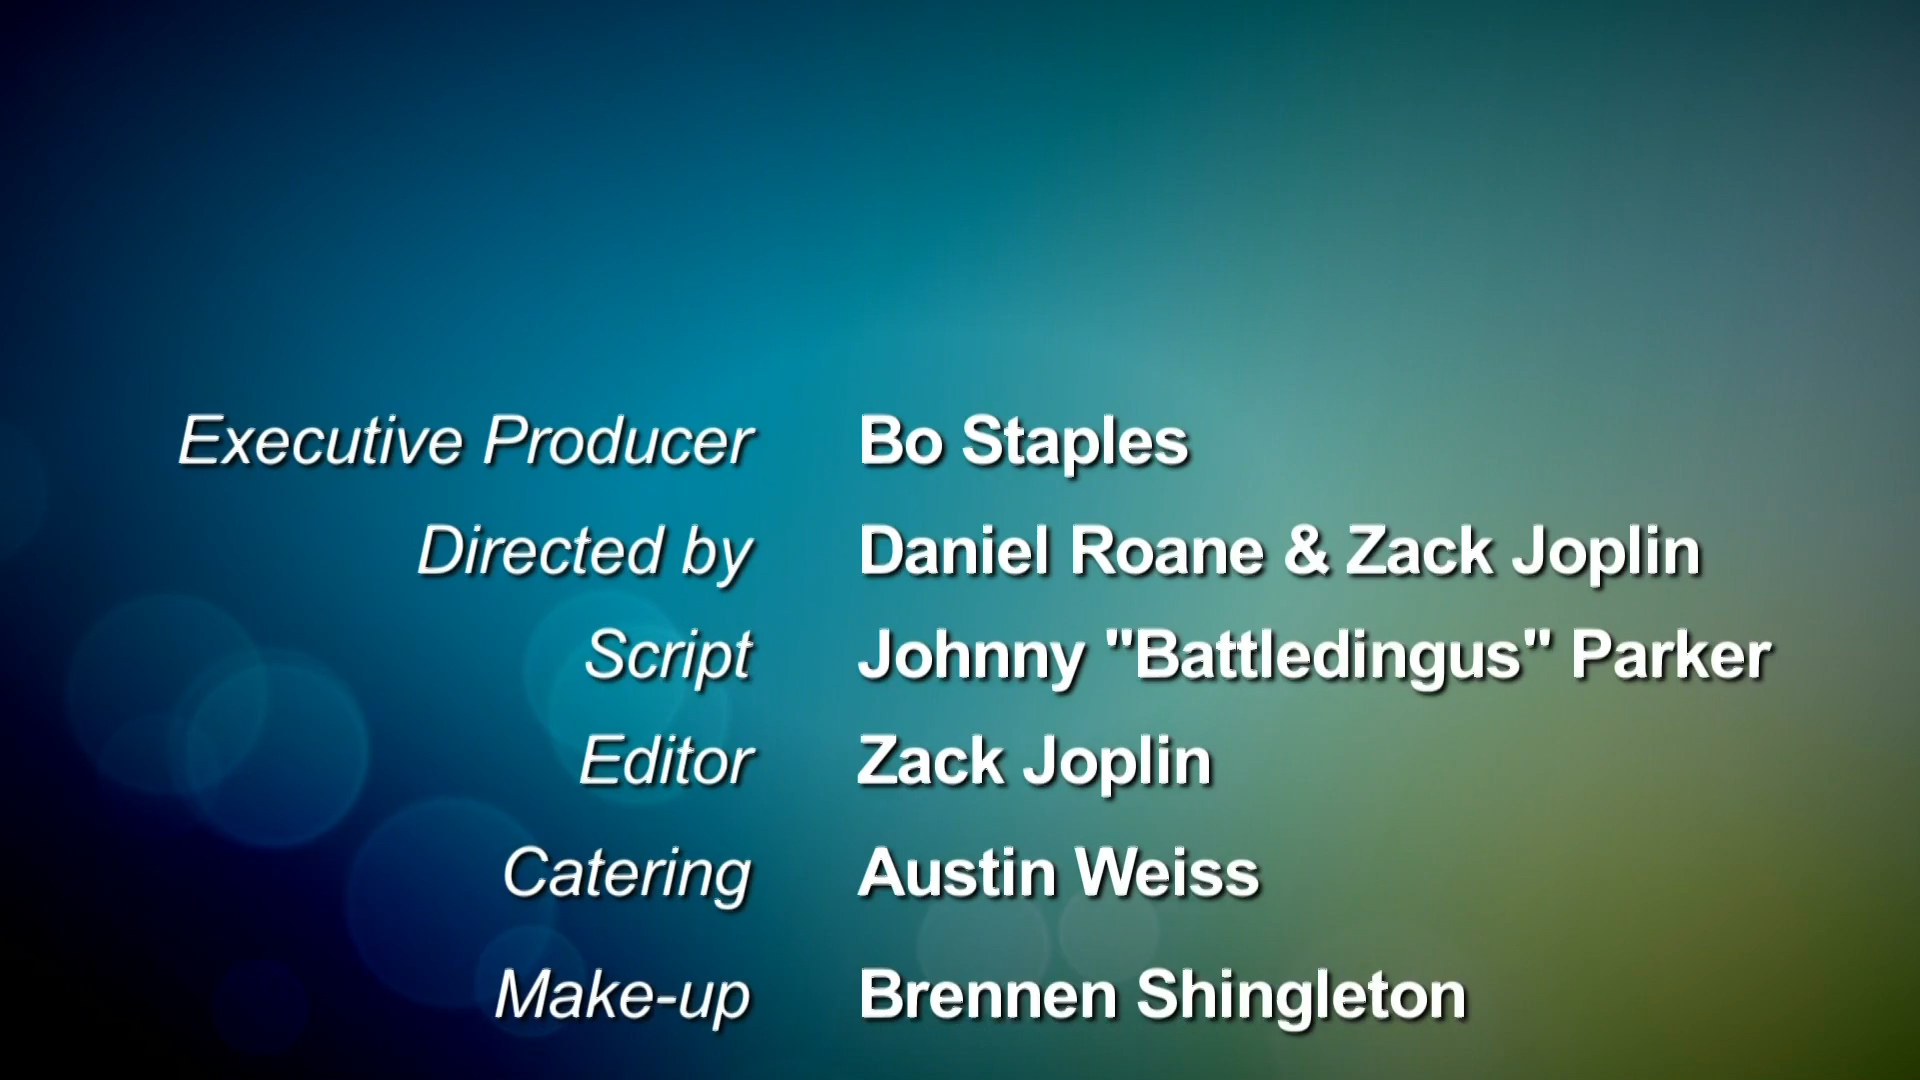 Executive Producer Bo Staples
Directed by Daniel Roane & Zack Joplin
Script Johnny "Battledingus" Parker
Editor Zack Joplin
Catering Austin Weiss
Make-up Brennen Shingleton